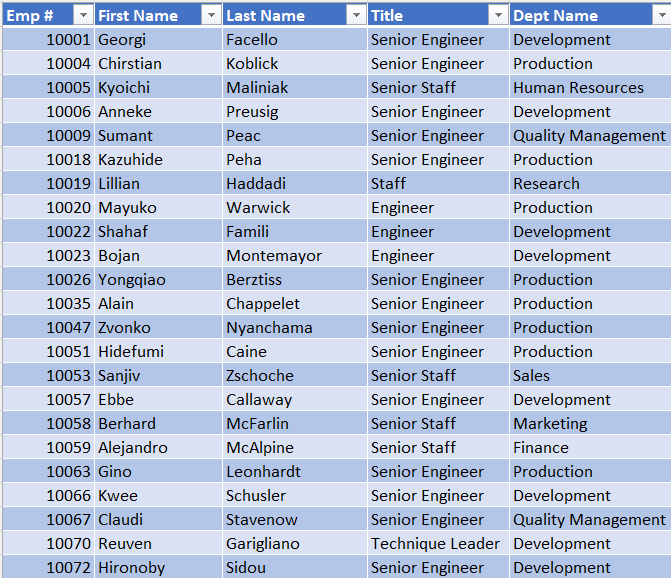 Emp # First Name Last Name Title Dept Name
10001 Georgi Facello Senior Engineer Development
10004 Chirstian Koblick Senior Engineer Production
10005 Kyoichi Maliniak Senior Staff Human Resources
10006 Anneke Preusig Senior Engineer Development
10009 Sumant Peac Senior Engineer Quality Management
10018 Kazuhide Peha Senior Engineer Production
10019 Lillian Haddadi Staff Research
10020 Mayuko Warwick Engineer Production
10022 Shahaf Famili Engineer Development
10023 Bojan Montemayor Engineer Development
10026 Yongqiao Berztiss Senior Engineer Production
10035 Alain Chappelet Senior Engineer Production
10047 Zvonko Nyanchama Senior Engineer Production
10051 Hidefumi Caine Senior Engineer Production
10053 Sanjiv Zschoche Senior Staff Sales
10057 Ebbe Callaway Senior Engineer Development
10058 Berhard McFarlin Senior Staff Marketing
10059 Alejandro McAlpine Senior Staff Finance
10063 Gino Leonhardt Senior Engineer Production
10066 Kwee Schusler Senior Engineer Development
10067 Claudi Stavenow Senior Engineer Quality Management
10070 Reuven Garigliano Technique Leader Development
10072 Hironoby Sidou Senior Engineer Development